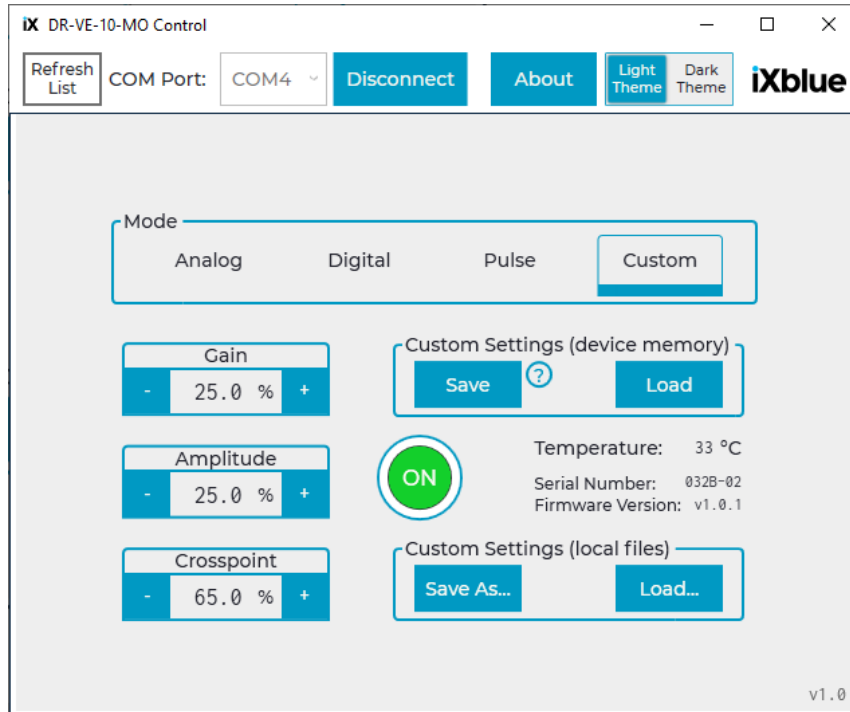 iX DR-VE-10-MO Control
Refresh List COM Port: COM4 Disconnect About Light Theme Dark Theme iXblue
Mode
Analog Digital Pulse Custom
Gain
- 25.0 % +
Custom Settings (device memory)
Save ? Load
Amplitude
- 25.0 % +
ON
Temperature: 33 °C
Serial Number: 032B-02
Firmware Version: v1.0.1
Crosspoint
- 65.0 % +
Custom Settings (local files)
Save As... Load...
v1.0